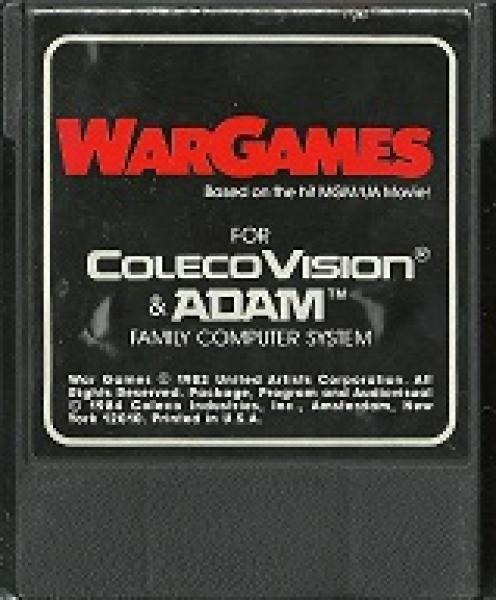 WARGAMES
Based on the hit MGM/UA Movie!
FOR
COLECOVISION®
& ADAM™
FAMILY COMPUTER SYSTEM
War Games © 1983 United Artists Corporation. All
Rights Reserved. Package, Program and Audiovisual
© 1984 Coleco Industries, Inc., Amsterdam, New
York 12010. Printed in U.S.A.